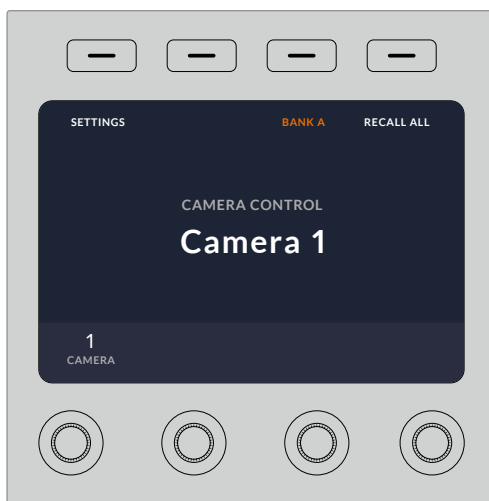 SETTINGS BANK A RECALL ALL
CAMERA CONTROL
Camera 1
1
CAMERA